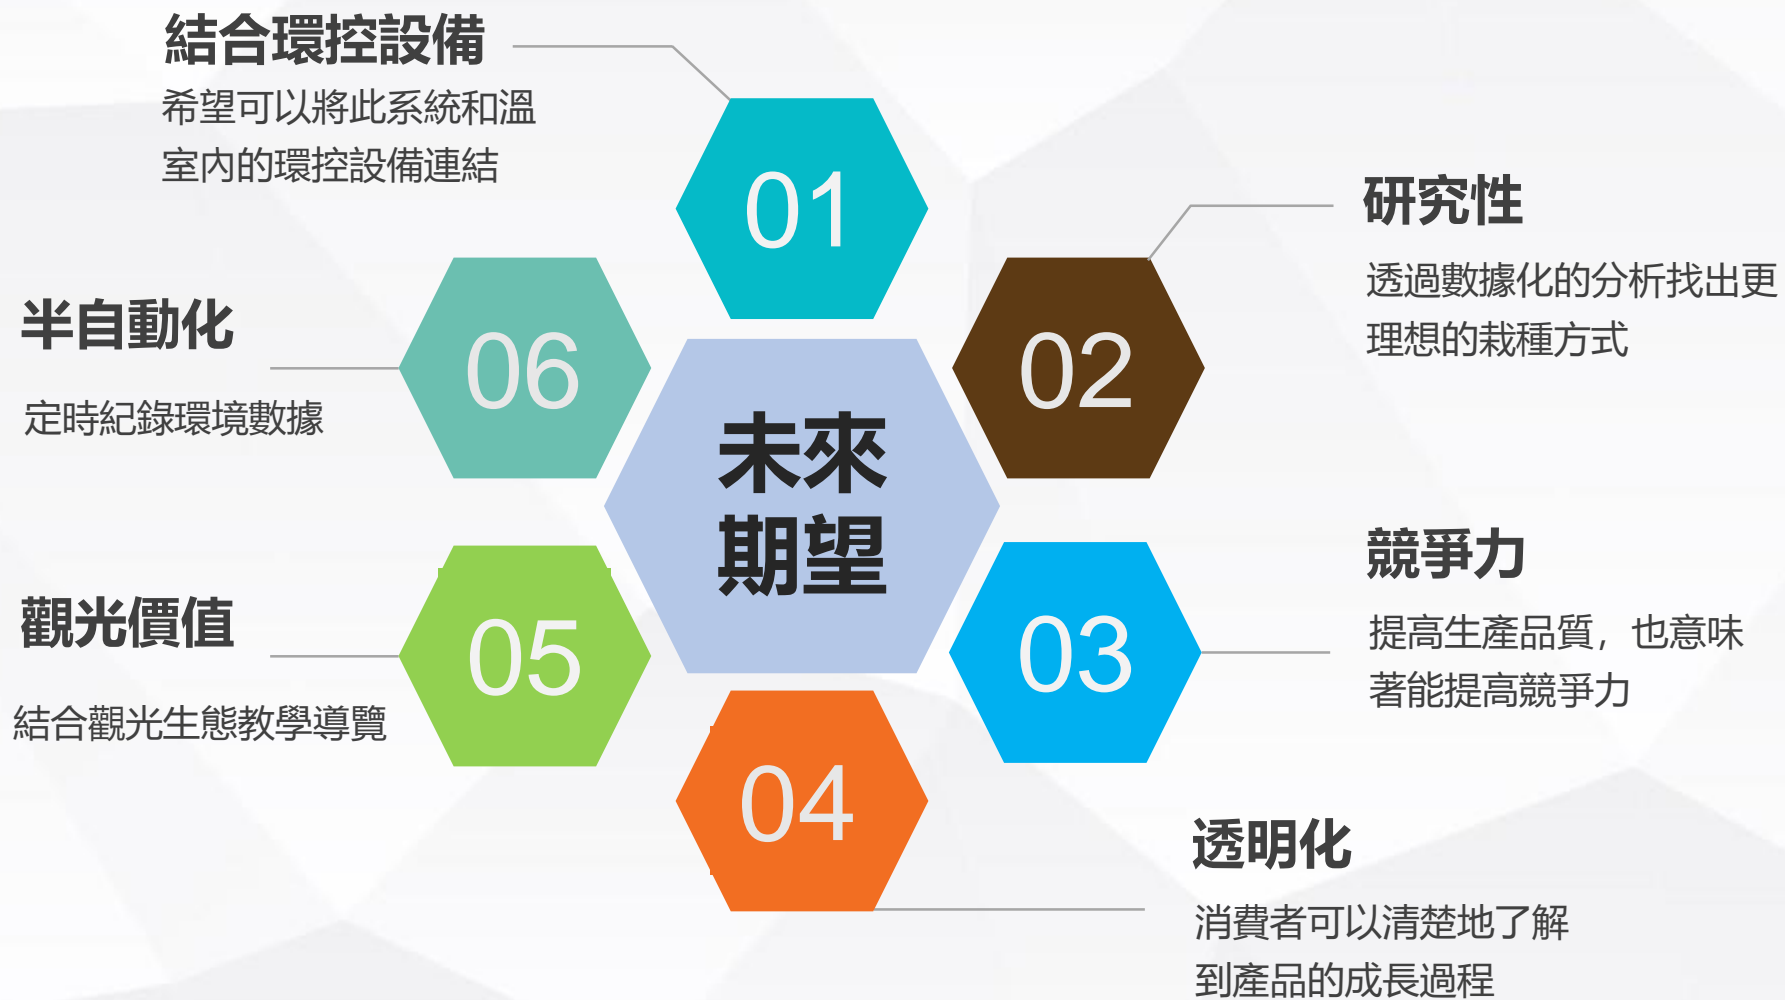 結合環控設備
希望可以將此系統和溫
室內的環控設備連結
01
研究性
透過數據化的分析找出更
理想的栽種方式
02
半自動化
定時紀錄環境數據
06
未來
期望
競爭力
提高生產品質，也意味
著能提高競爭力
03
觀光價值
結合觀光生態教學導覽
05
04
透明化
消費者可以清楚地了解
到產品的成長過程